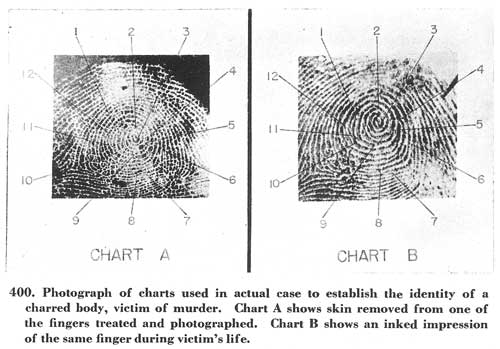 1 2 3
12 4
11 5
10 6
9 8 7
CHART A
1 2 3
12 4
11 5
10 6
9 8 7
CHART B
400. Photograph of charts used in actual case to establish the identity of a
charred body, victim of murder. Chart A shows skin removed from one of
the fingers treated and photographed. Chart B shows an inked impression
of the same finger during victim's life.